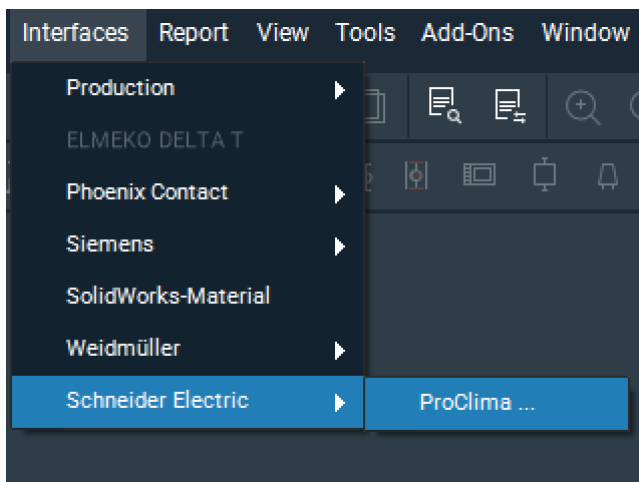 Interfaces Report View Tools Add-Ons Window
Production
ELMEKO DELTA T
Phoenix Contact
Siemens
SolidWorks-Material
Weidmüller
Schneider Electric ProClima ...